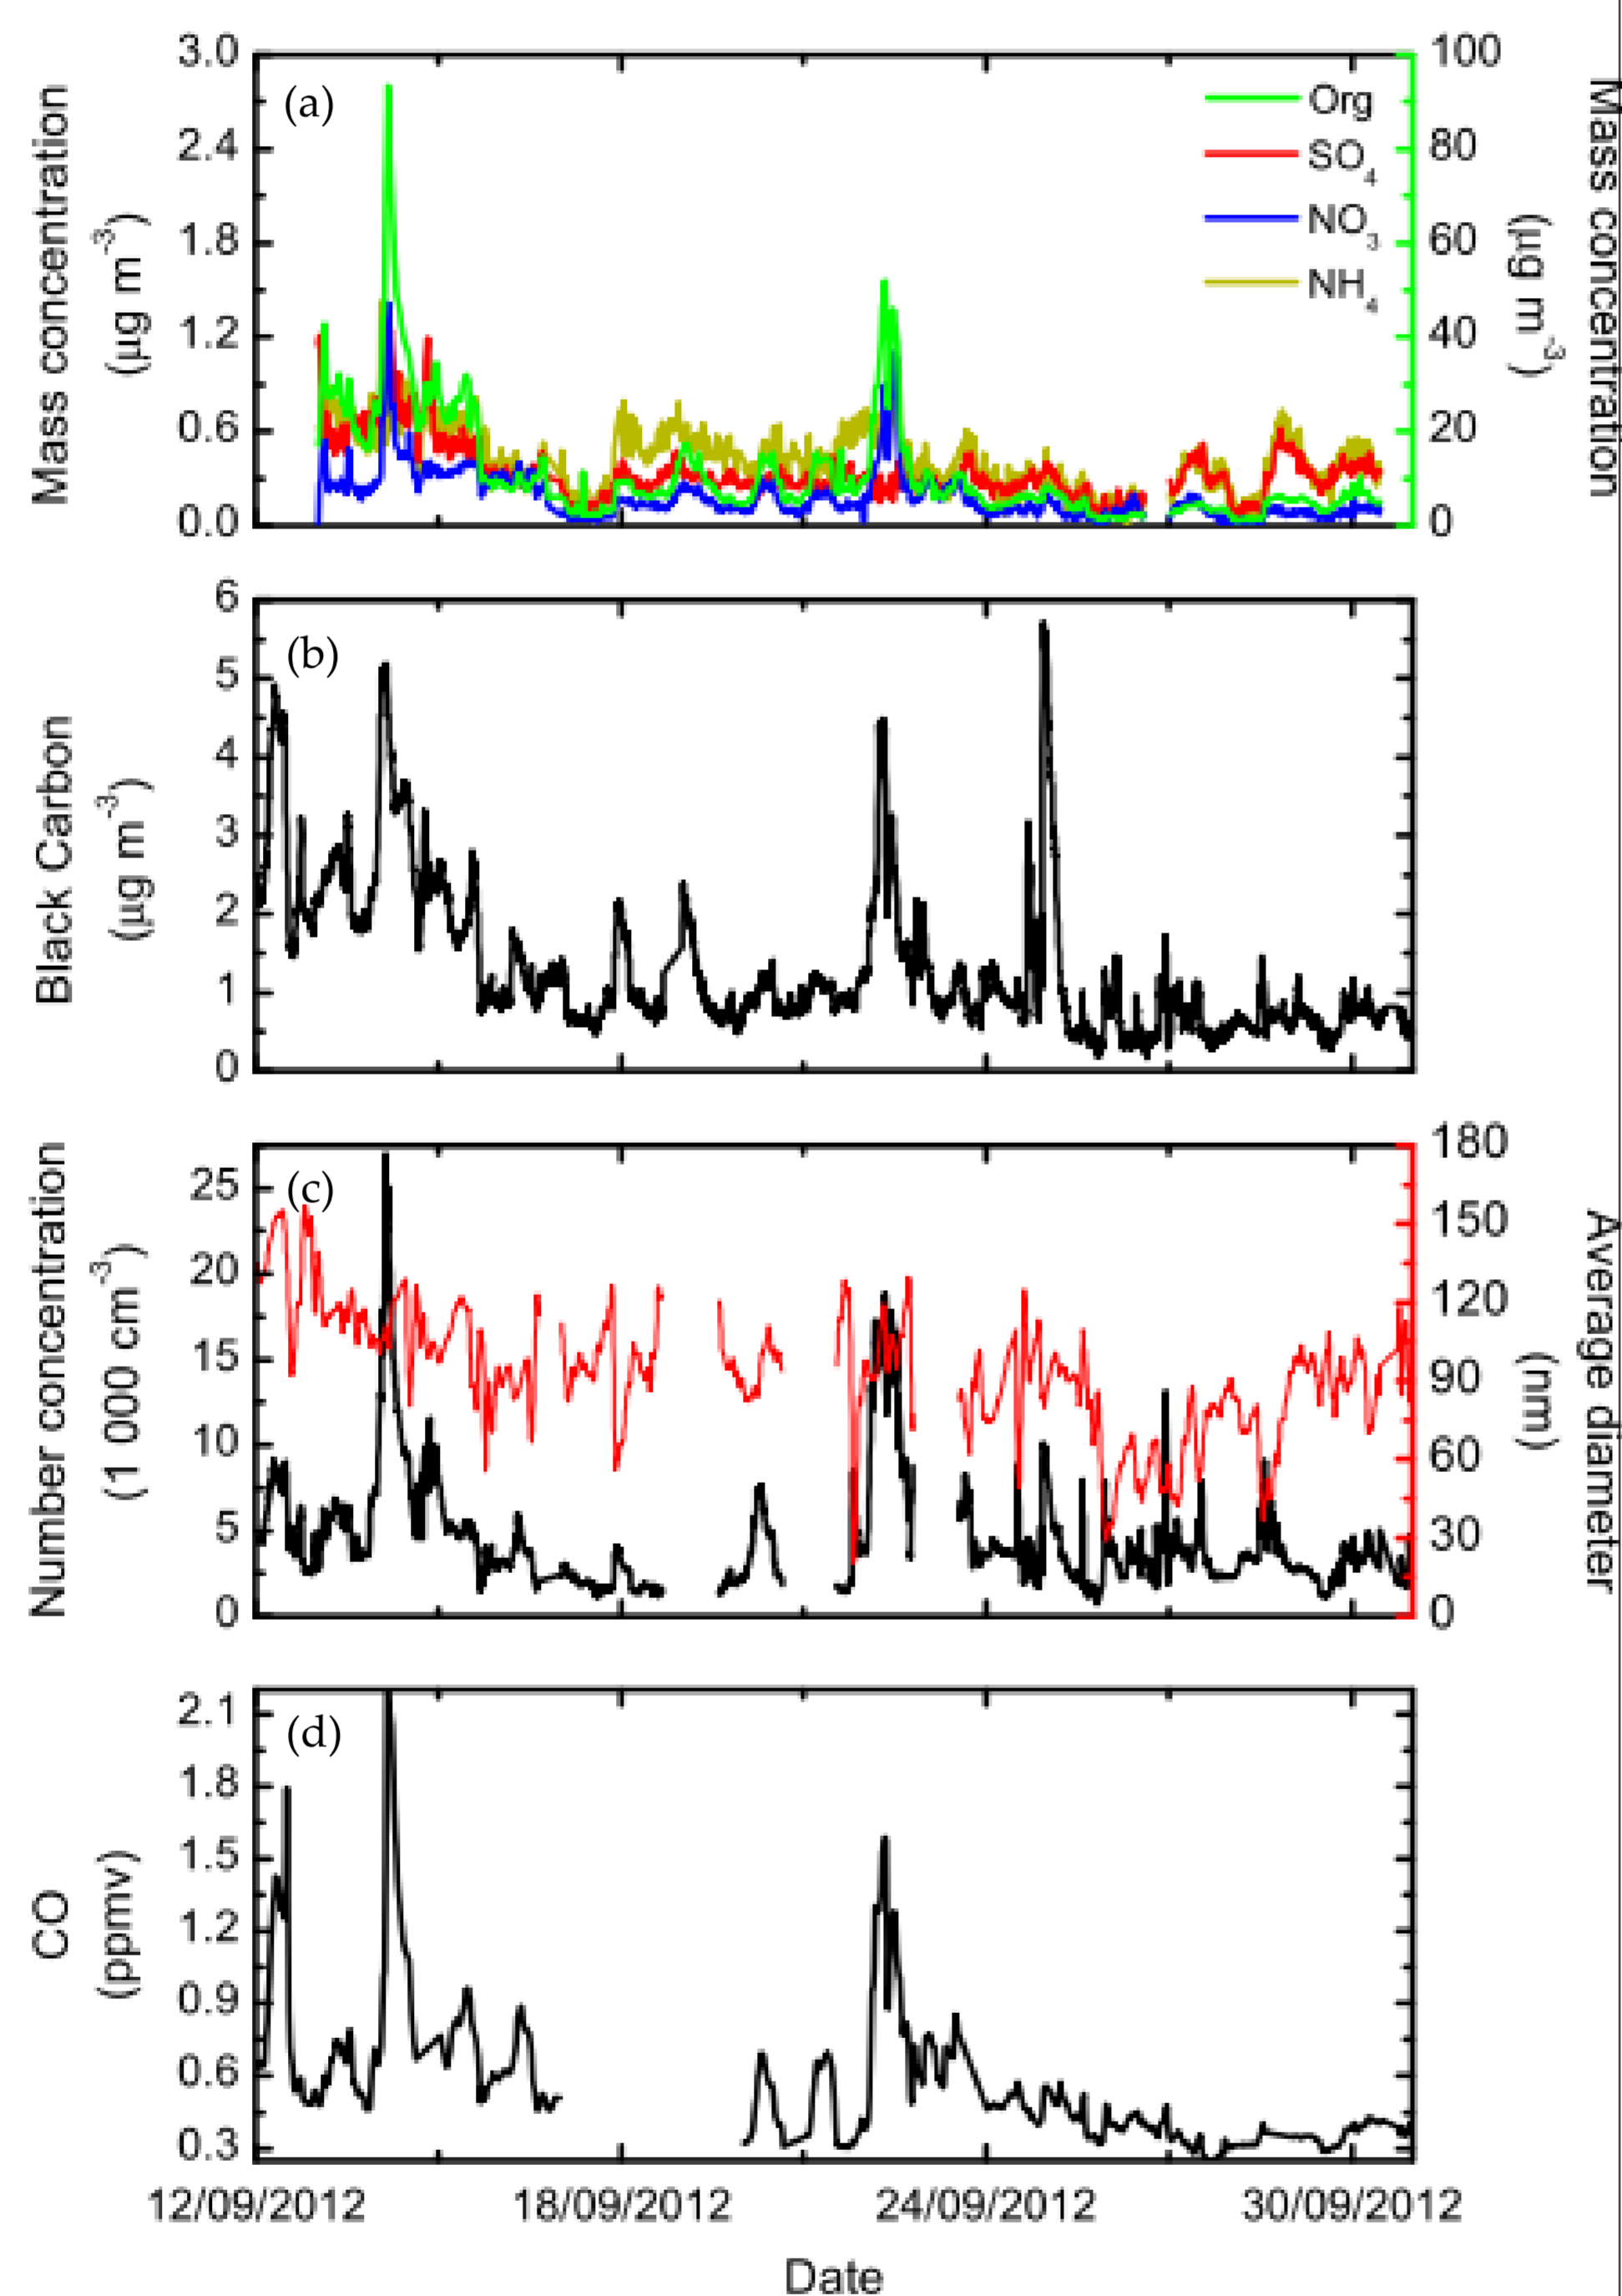 Mass concentration
(µg m-3)
3.0
2.4
1.8
1.2
0.6
0.0
(a)
Org
SO4
NO3
NH4
100
80
60
40
20
0
Mass concentration
(µg m-3)
Black Carbon
(µg m-3)
6
5
4
3
2
1
0
(b)
Number concentration
(1 000 cm-3)
25
20
15
10
5
0
(c)
180
150
120
90
60
30
0
Average diameter
(nm)
CO
(ppmv)
2.1
1.8
1.5
1.2
0.9
0.6
0.3
(d)
12/09/2012 18/09/2012 24/09/2012 30/09/2012
Date